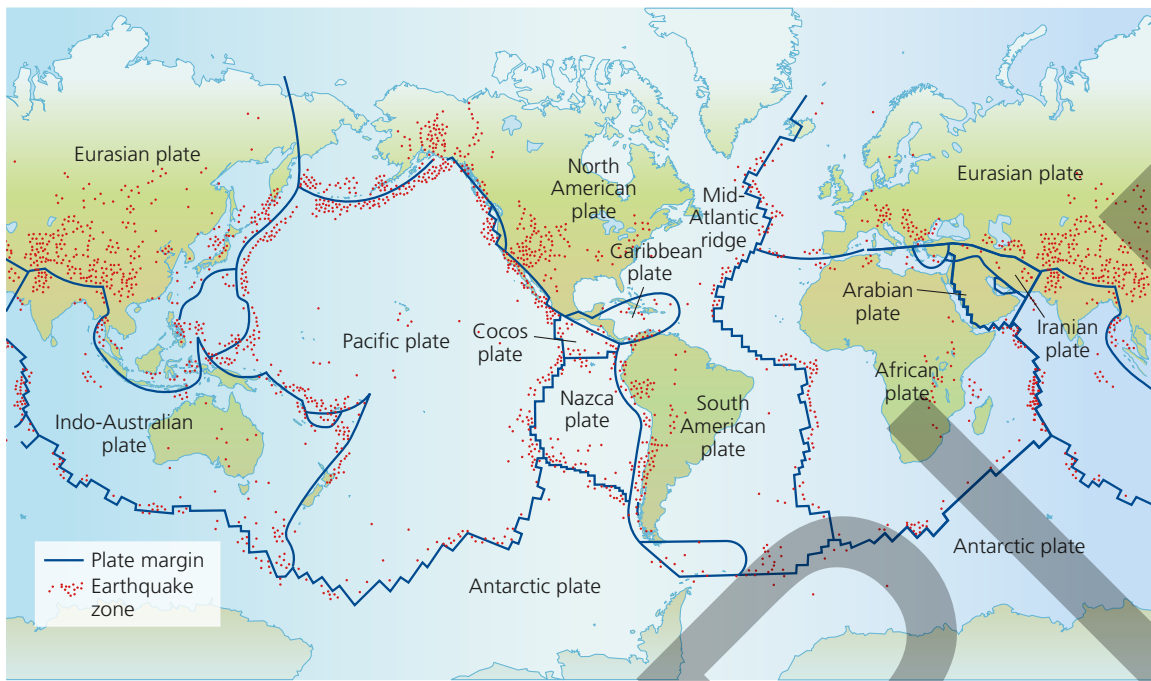 Eurasian plate
North
American
plate
Eurasian plate
Mid-
Atlantic
ridge
Caribbean
plate
Arabian
plate
Iranian
plate
Pacific plate
Cocos
plate
African
plate
Nazca
plate
South
American
plate
Indo-Australian
plate
Antarctic plate
Antarctic plate
Plate margin
Earthquake
zone